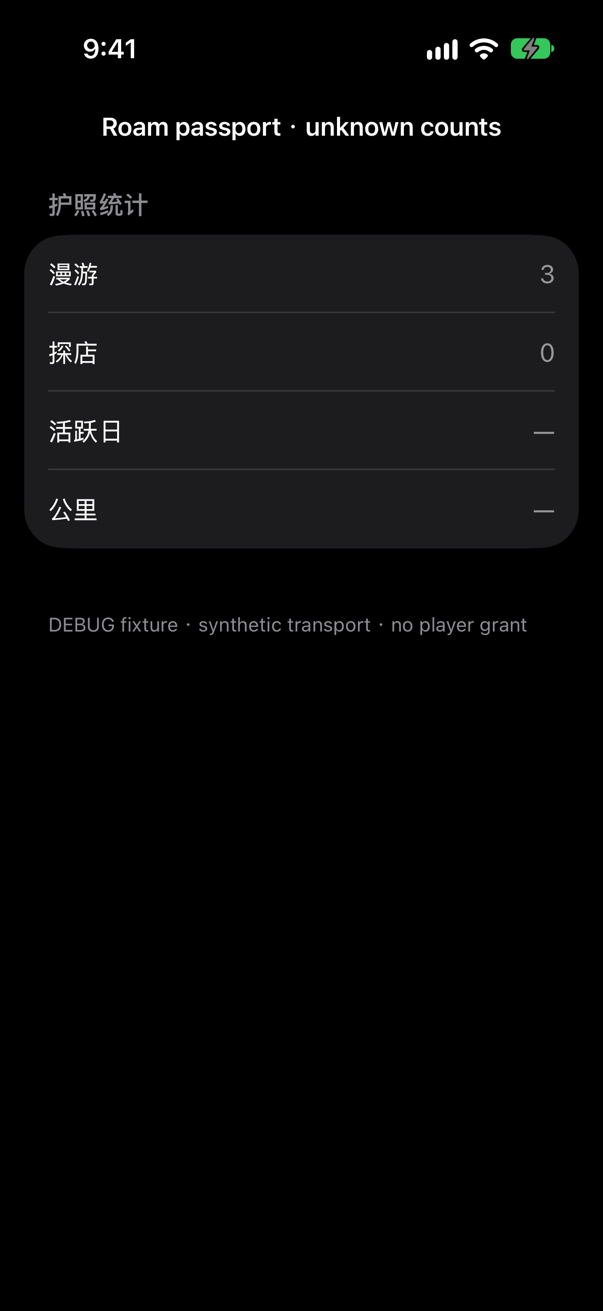 9:41
Roam passport · unknown counts
护照统计
漫游 3
探店 0
活跃日 —
公里 —
DEBUG fixture · synthetic transport · no player grant